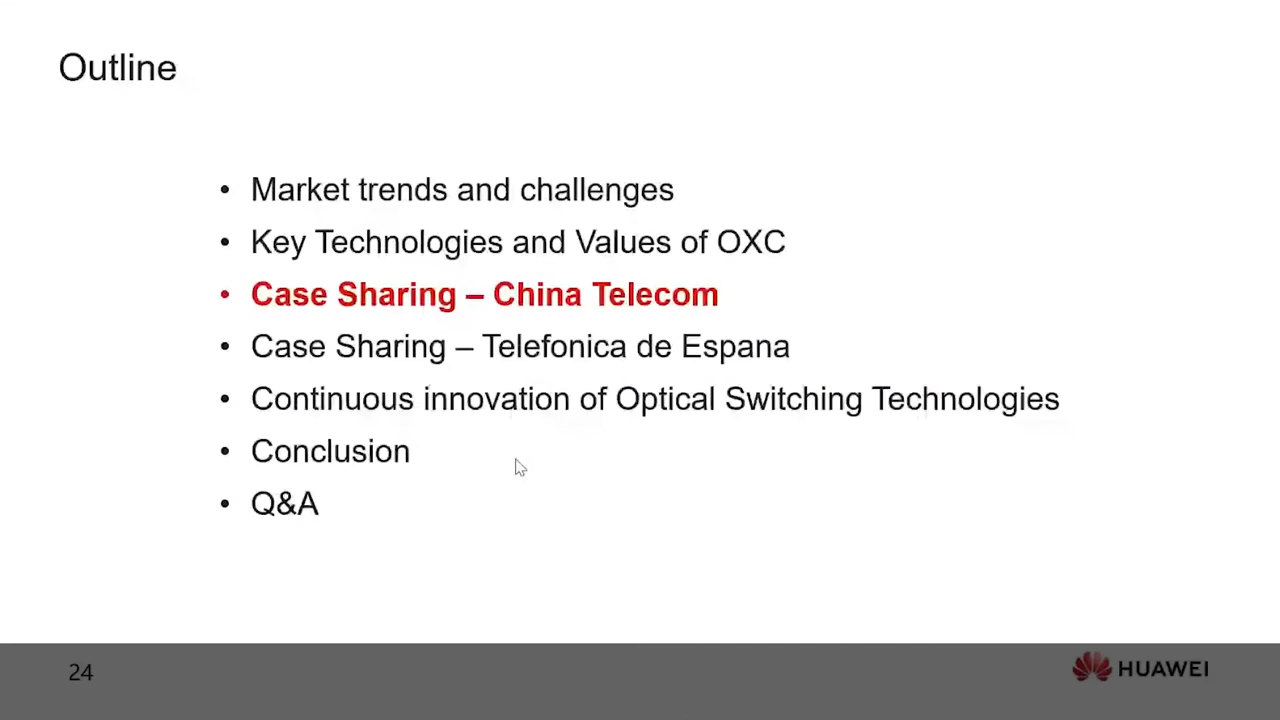 Outline
• Market trends and challenges
• Key Technologies and Values of OXC
• Case Sharing – China Telecom
• Case Sharing – Telefonica de Espana
• Continuous innovation of Optical Switching Technologies
• Conclusion
• Q&A
24
HUAWEI